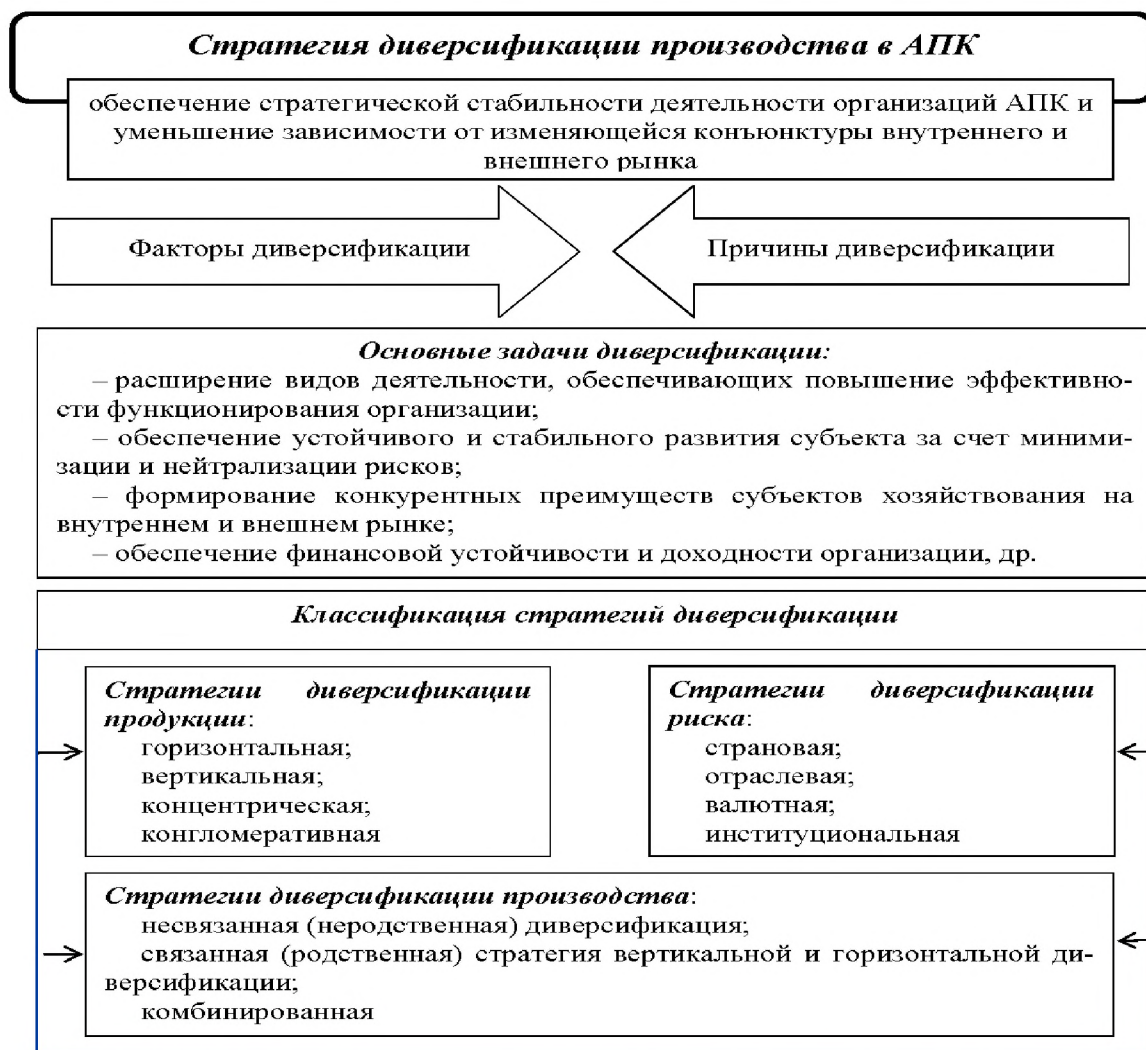 Стратегия диверсификации производства в АПК
обеспечение стратегической стабильности деятельности организаций АПК и
уменьшение зависимости от изменяющейся конъюнктуры внутреннего и
внешнего рынка
Факторы диверсификации
Причины диверсификации
Основные задачи диверсификации:
– расширение видов деятельности, обеспечивающих повышение эффективно-
сти функционирования организации;
– обеспечение устойчивого и стабильного развития субъекта за счет миними-
зации и нейтрализации рисков;
– формирование конкурентных преимуществ субъектов хозяйствования на
внутреннем и внешнем рынке;
– обеспечение финансовой устойчивости и доходности организации, др.
Классификация стратегий диверсификации
Стратегии диверсификации
продукции:
горизонтальная;
вертикальная;
концентрическая;
конгломеративная
Стратегии диверсификации
риска:
страновая;
отраслевая;
валютная;
институциональная
Стратегии диверсификации производства:
несвязанная (неродственная) диверсификация;
связанная (родственная) стратегия вертикальной и горизонтальной ди-
версификации;
комбинированная